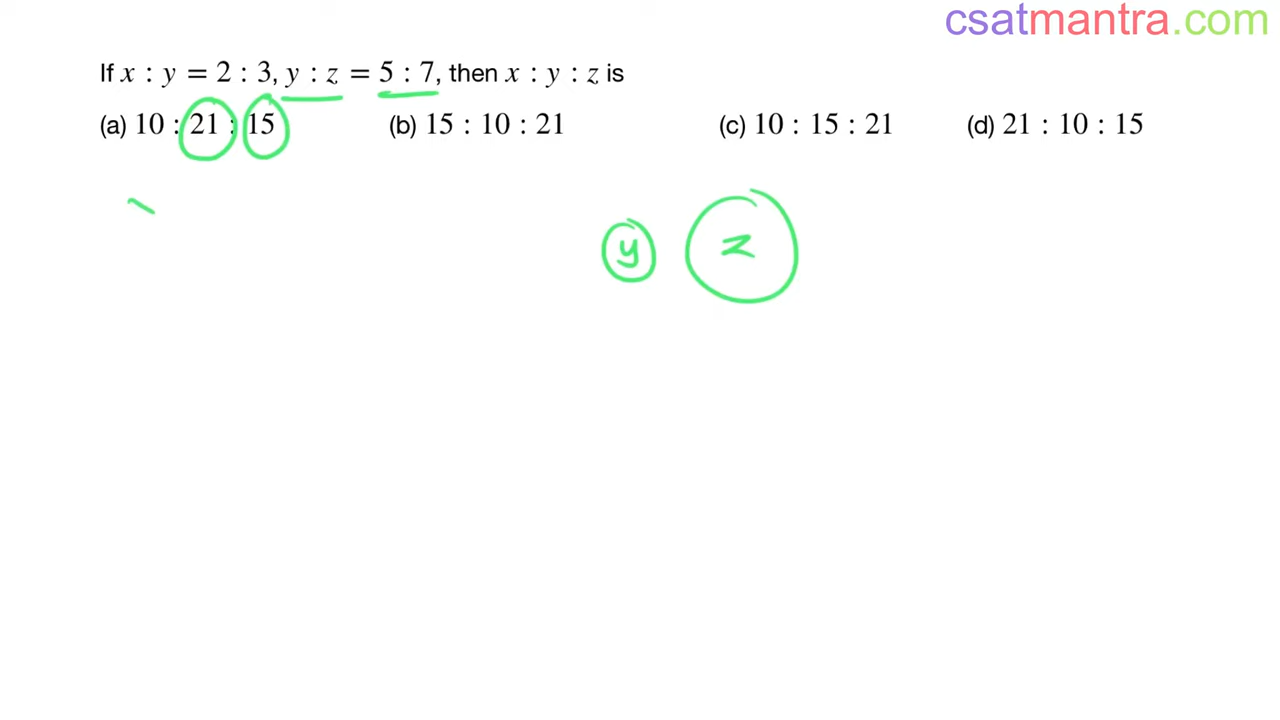 csatmantra.com
If x : y = 2 : 3, y : z = 5 : 7, then x : y : z is
(a) 10 : 21 : 15 (b) 15 : 10 : 21 (c) 10 : 15 : 21 (d) 21 : 10 : 15
y z